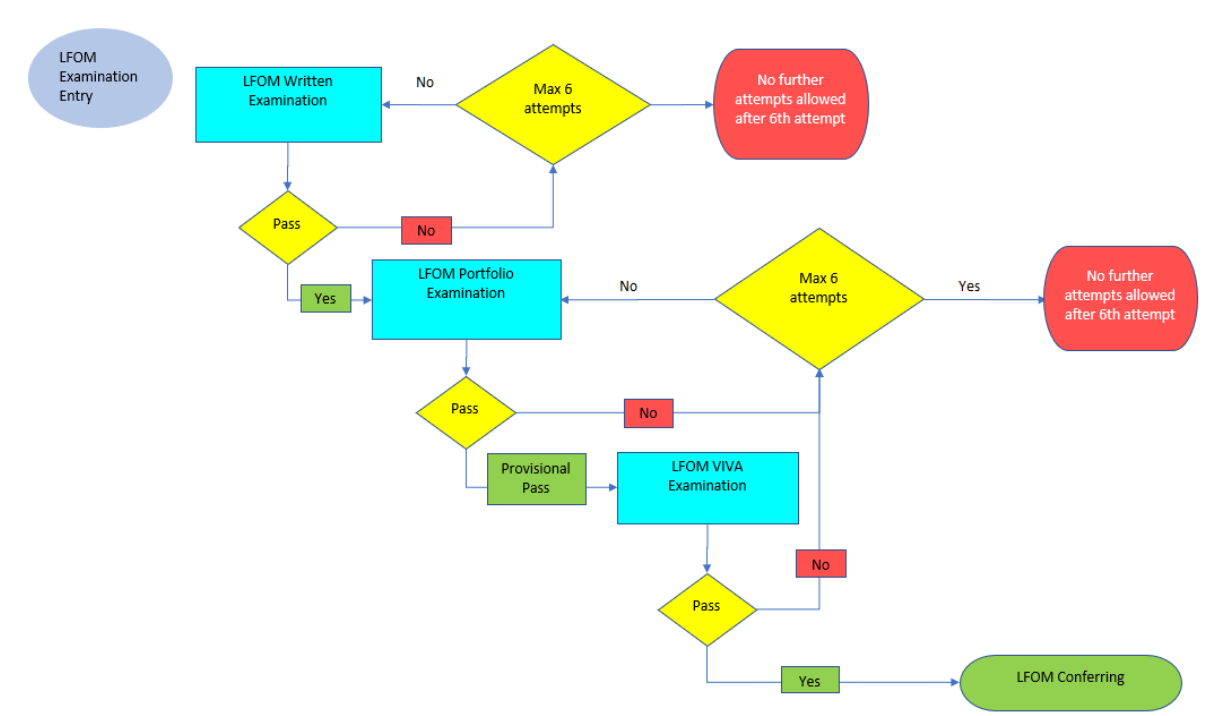 LFOM
Examination
Entry
LFOM Written
Examination
No
Max 6
attempts
No further
attempts allowed
after 6th attempt
Pass
No
Yes
LFOM Portfolio
Examination
No
Max 6
attempts
Yes
No further
attempts allowed
after 6th attempt
Pass
No
Provisional
Pass
LFOM VIVA
Examination
No
Pass
Yes
LFOM Conferring